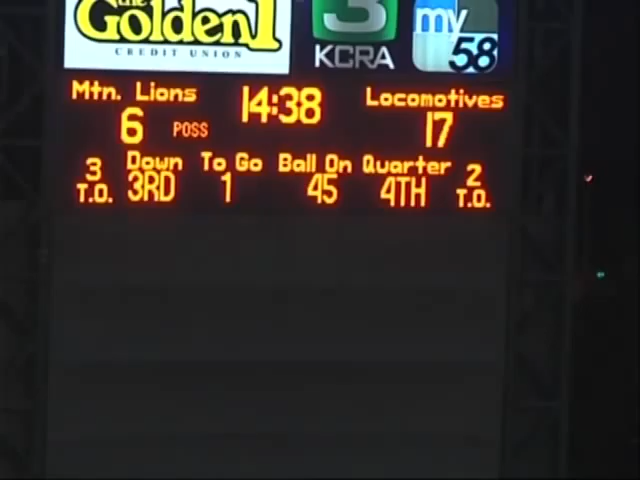 the
Golden 1
CREDIT UNION
3
KCRA
my
58
Mtn. Lions 14:38 Locomotives
6 POSS 17
3 Down To Go Ball On Quarter 2
T.O. 3RD 1 45 4TH T.O.